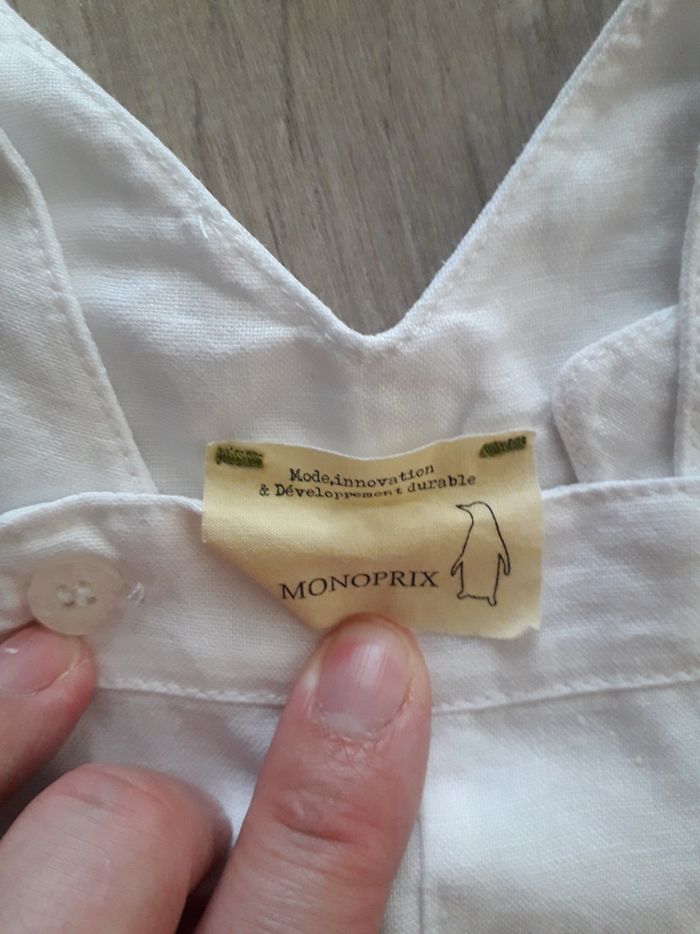 Mode,innovation
& Développement durable
MONOPRIX